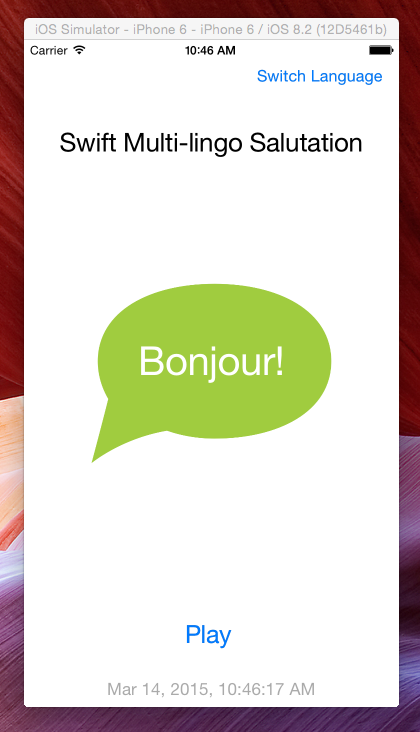 iOS Simulator - iPhone 6 - iPhone 6 / iOS 8.2 (12D5461b)
Carrier 10:46 AM
Switch Language
Swift Multi-lingo Salutation
Bonjour!
Play
Mar 14, 2015, 10:46:17 AM